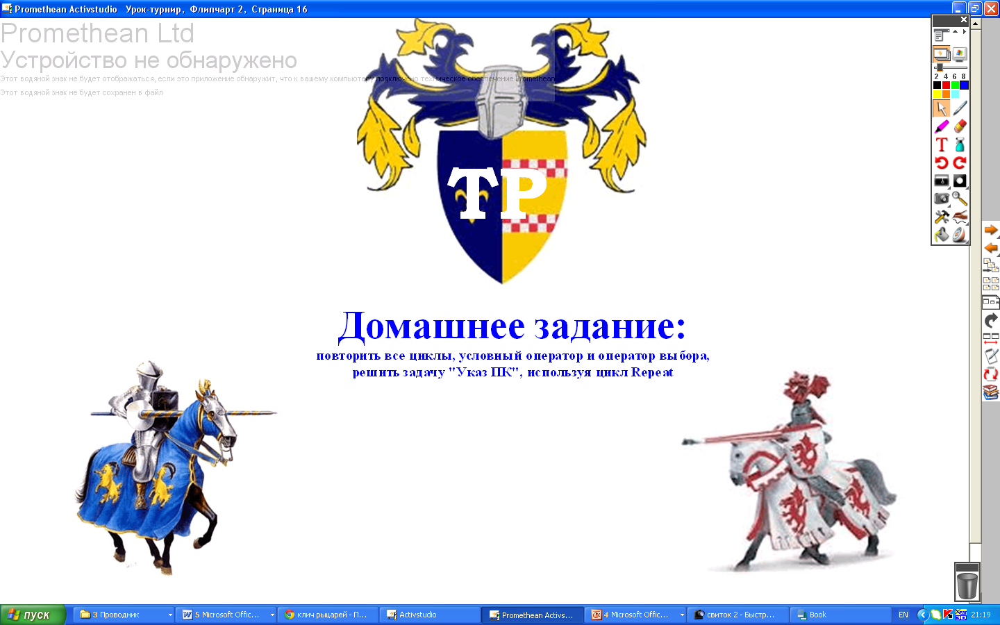 Promethean Activstudio Урок-турнир, Флипчарт 2, Страница 16
Promethean Ltd
Устройство не обнаружено
Этот водяной знак не будет отображаться, если это приложение обнаружит, что к вашему компьютеру подключено техническое обеспечение Promethean
Этот водяной знак не будет сохранен в файл
2 4 6 8
T
TP
Домашнее задание:
повторить все циклы, условный оператор и оператор выбора,
решить задачу "Указ ПК", используя цикл Repeat
пуск
3 Проводник
5 Microsoft Offic...
клич рыцарей - П...
Activstudio
Promethean Activs...
4 Microsoft Offic...
свиток 2 - Быстр...
Book
EN
21:19